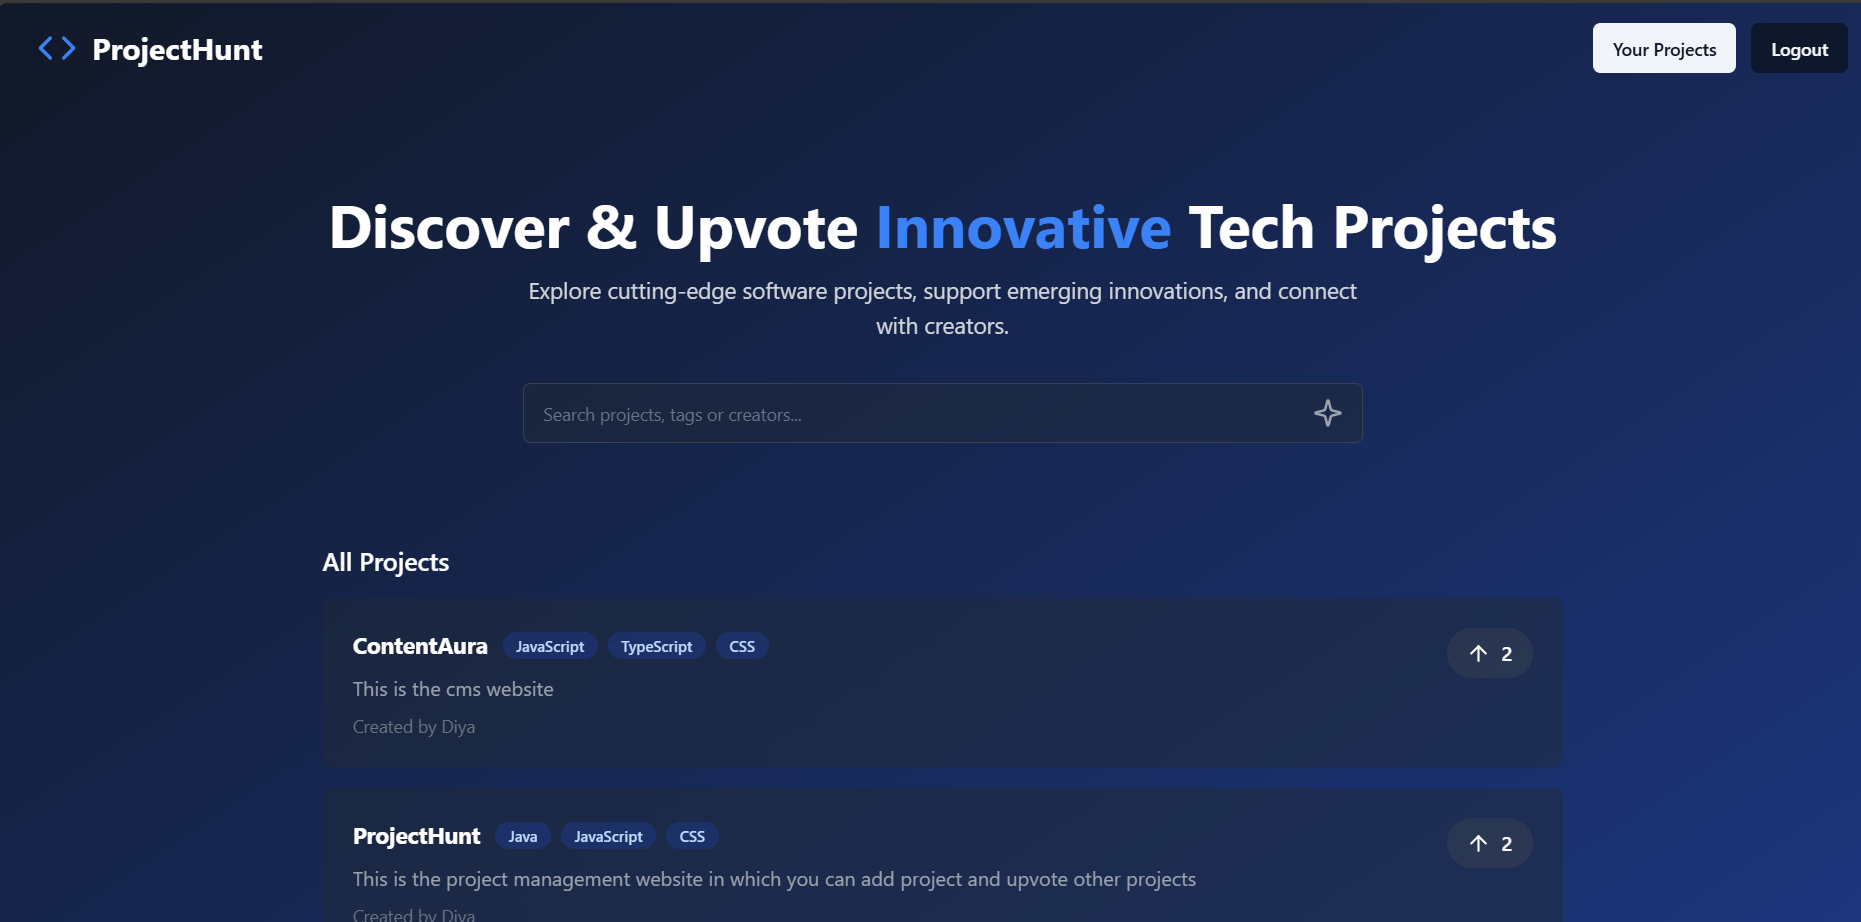 ProjectHunt
Your Projects
Logout
Discover & Upvote Innovative Tech Projects
Explore cutting-edge software projects, support emerging innovations, and connect
with creators.
Search projects, tags or creators...
All Projects
ContentAura JavaScript TypeScript CSS
2
This is the cms website
Created by Diya
ProjectHunt Java JavaScript CSS
2
This is the project management website in which you can add project and upvote other projects
Created by Diya